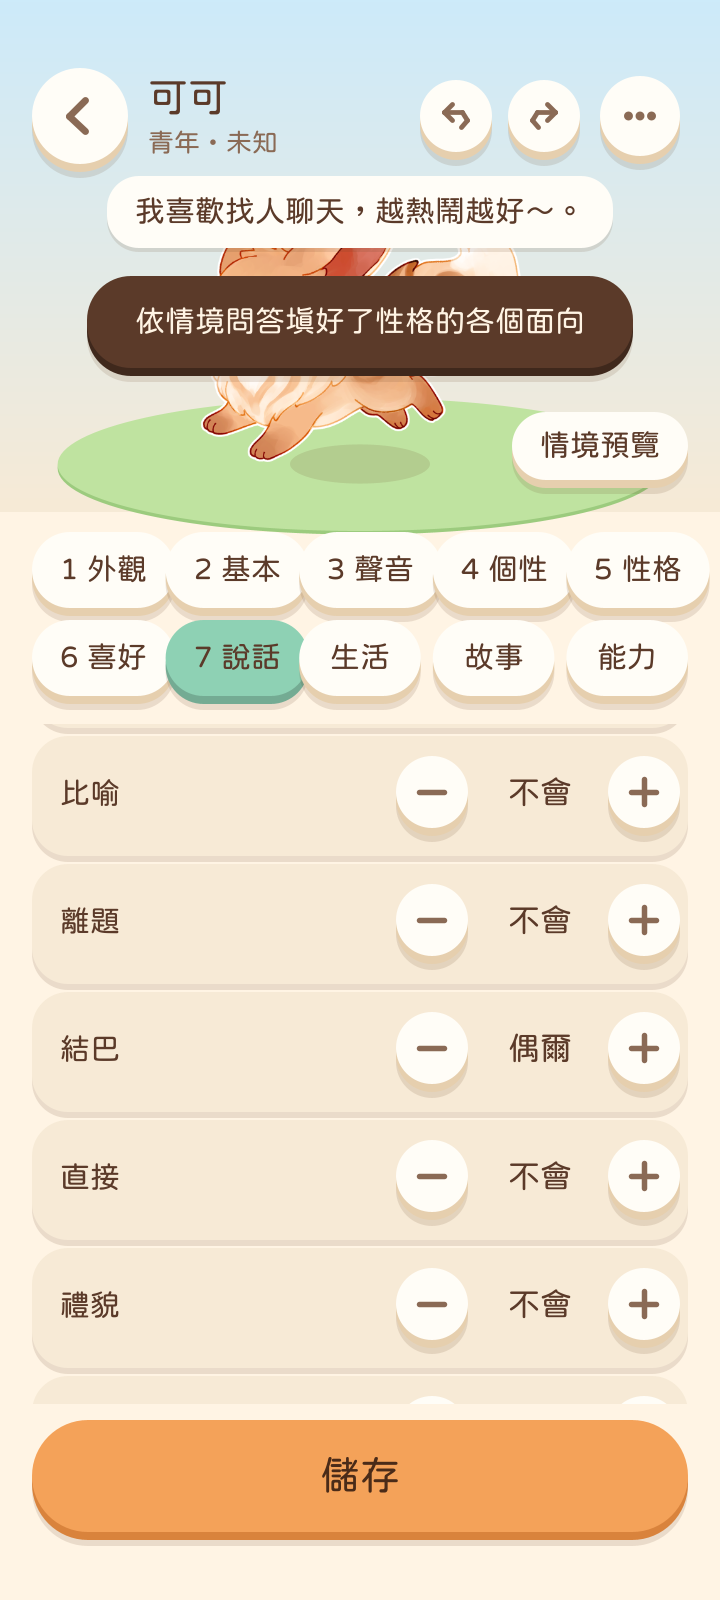 可可
青年・未知
我喜歡找人聊天，越熱鬧越好～。
依情境問答填好了性格的各個面向
情境預覽
1 外觀
2 基本
3 聲音
4 個性
5 性格
6 喜好
7 說話
生活
故事
能力
比喻
不會
離題
不會
結巴
偶爾
直接
不會
禮貌
不會
儲存